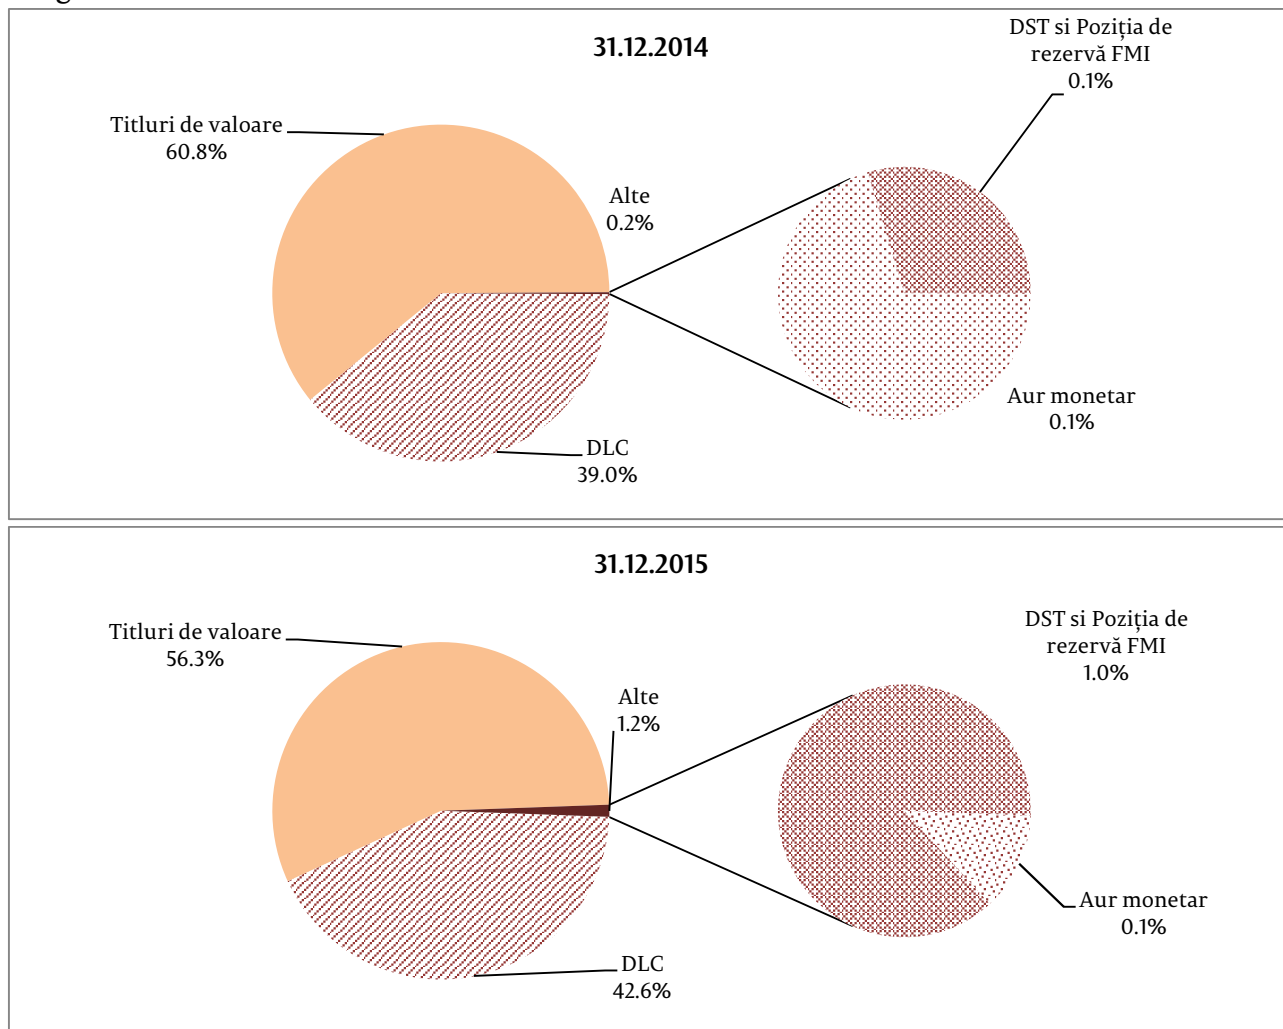 31.12.2014
DST si Poziția de
rezervă FMI
0.1%
Titluri de valoare
60.8%
Alte
0.2%
Aur monetar
0.1%
DLC
39.0%
31.12.2015
DST si Poziția de
rezervă FMI
1.0%
Titluri de valoare
56.3%
Alte
1.2%
Aur monetar
0.1%
DLC
42.6%